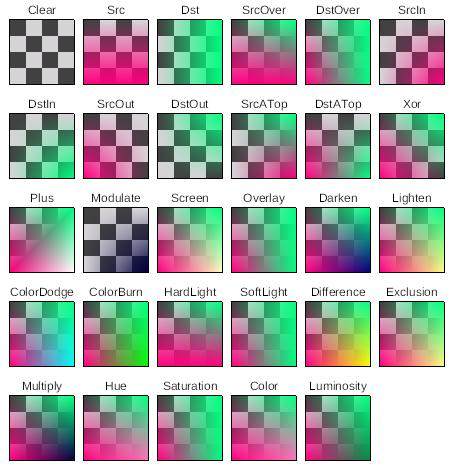 Clear Src Dst SrcOver DstOver SrcIn
DstIn SrcOut DstOut SrcATop DstATop Xor
Plus Modulate Screen Overlay Darken Lighten
ColorDodge ColorBurn HardLight SoftLight Difference Exclusion
Multiply Hue Saturation Color Luminosity